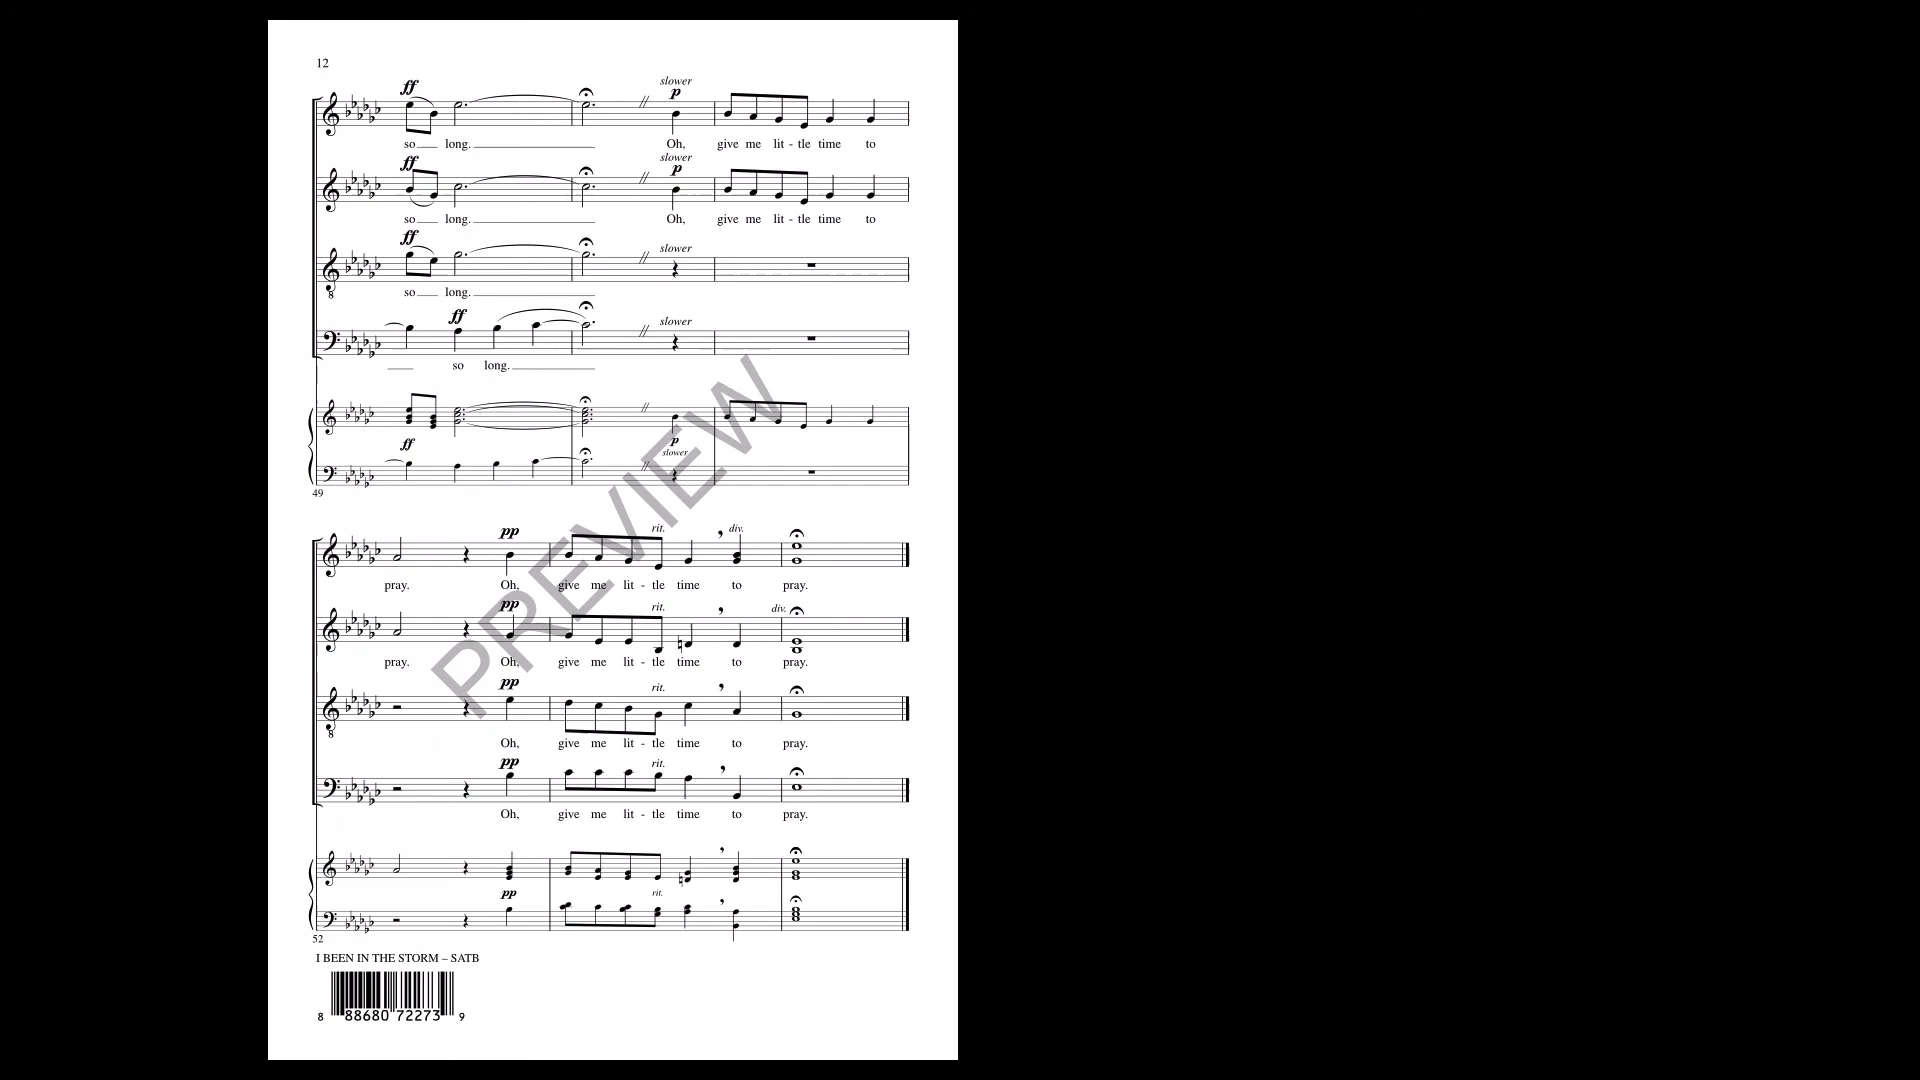 12
ff
slower
p
so long. Oh, give me lit - tle time to
ff
slower
p
so long. Oh, give me lit - tle time to
ff
slower
so long.
8
ff
slower
so long.
ff
p
slower
49
pp
rit.
div.
pray. Oh, give me lit - tle time to pray.
pp
rit.
div.
pray. Oh, give me lit - tle time to pray.
pp
rit.
8
Oh, give me lit - tle time to pray.
pp
rit.
Oh, give me lit - tle time to pray.
pp
rit.
52
PREVIEW
I BEEN IN THE STORM – SATB
8 88680 72273 9